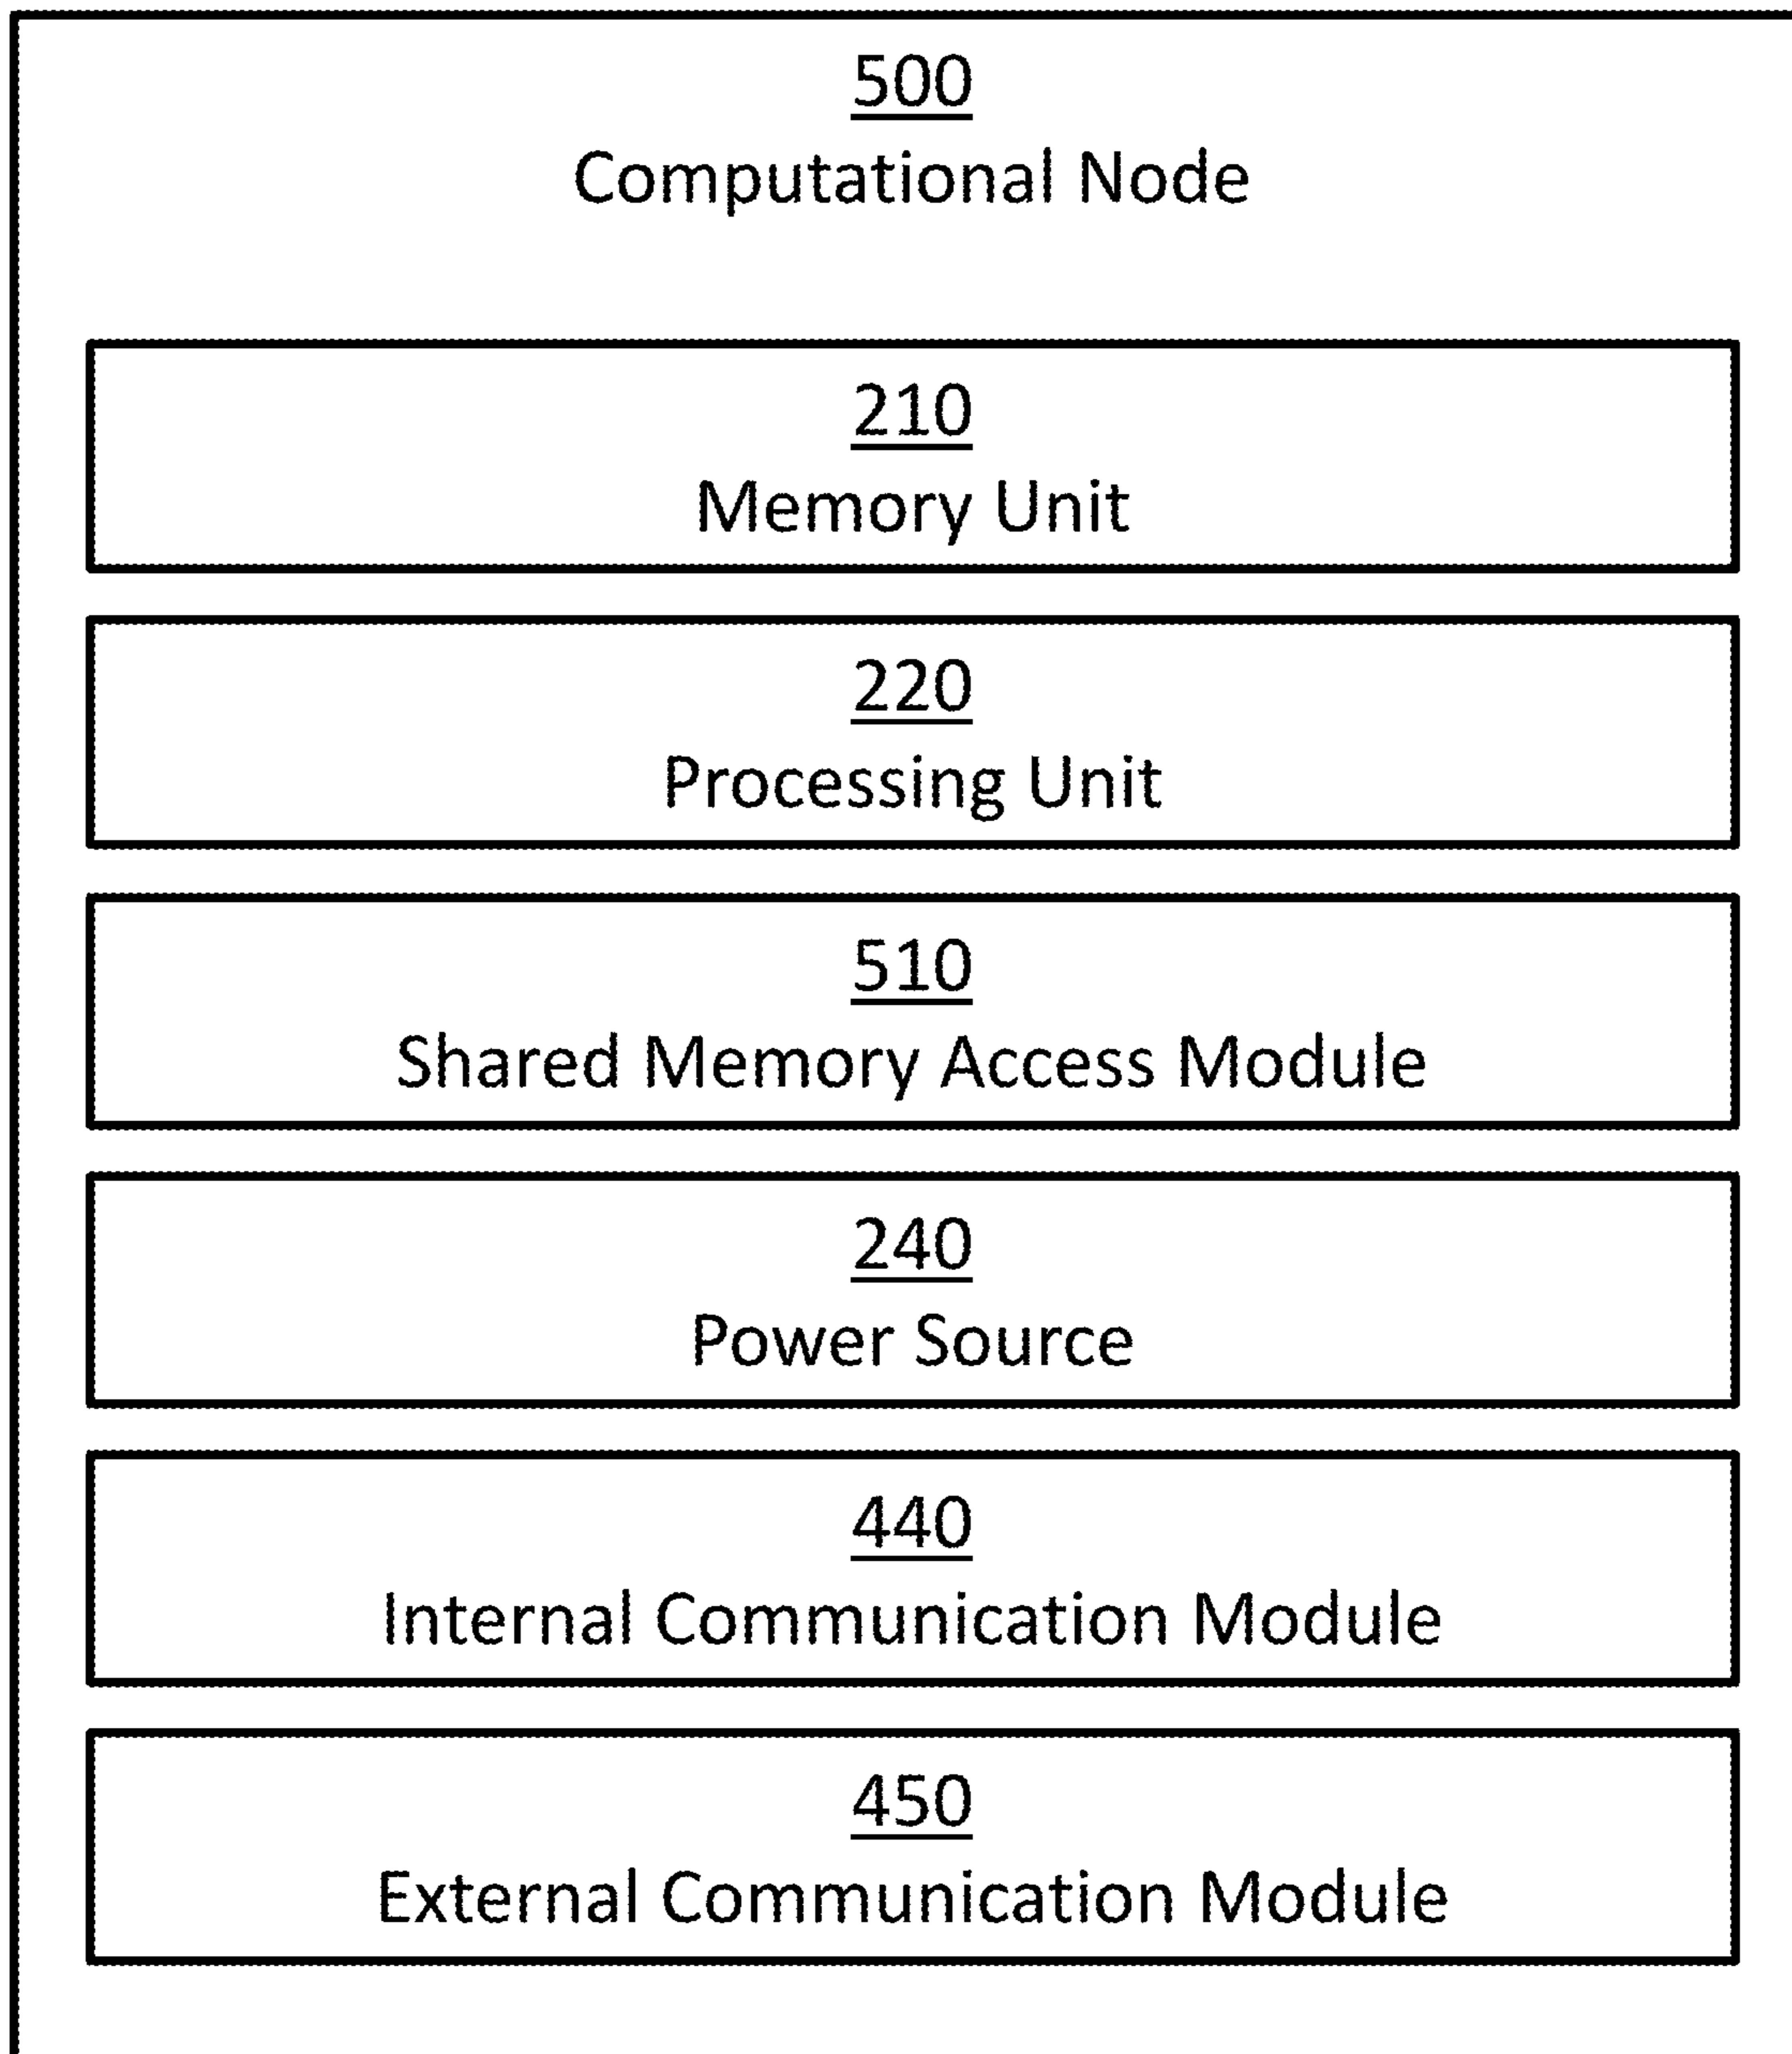 500
Computational Node
210
Memory Unit
220
Processing Unit
510
Shared Memory Access Module
240
Power Source
440
Internal Communication Module
450
External Communication Module